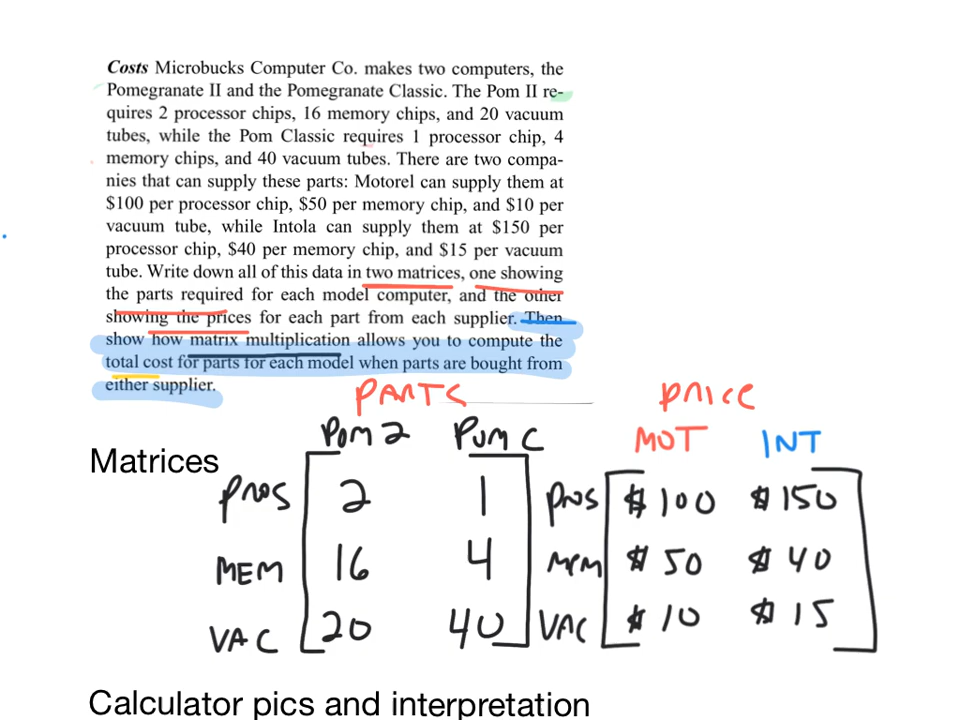 Costs Microbucks Computer Co. makes two computers, the
Pomegranate II and the Pomegranate Classic. The Pom II re-
quires 2 processor chips, 16 memory chips, and 20 vacuum
tubes, while the Pom Classic requires 1 processor chip, 4
memory chips, and 40 vacuum tubes. There are two compa-
nies that can supply these parts: Motorel can supply them at
$100 per processor chip, $50 per memory chip, and $10 per
vacuum tube, while Intola can supply them at $150 per
processor chip, $40 per memory chip, and $15 per vacuum
tube. Write down all of this data in two matrices, one showing
the parts required for each model computer, and the other
showing the prices for each part from each supplier. Then
show how matrix multiplication allows you to compute the
total cost for parts for each model when parts are bought from
either supplier.
PARTS PRICE
POM 2 POM C MOT INT
Matrices
PROS 2 1 PROS $100 $150
MEM 16 4 MEM $50 $40
VAC 20 40 VAC $10 $15
Calculator pics and interpretation